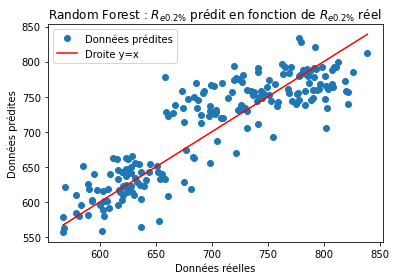 Random Forest : $R_{e0.2\%}$ prédit en fonction de $R_{e0.2\%}$ réel
Données prédites
Droite y=x
850
800
750
700
650
600
550
Données prédites
600
650
700
750
800
850
Données réelles